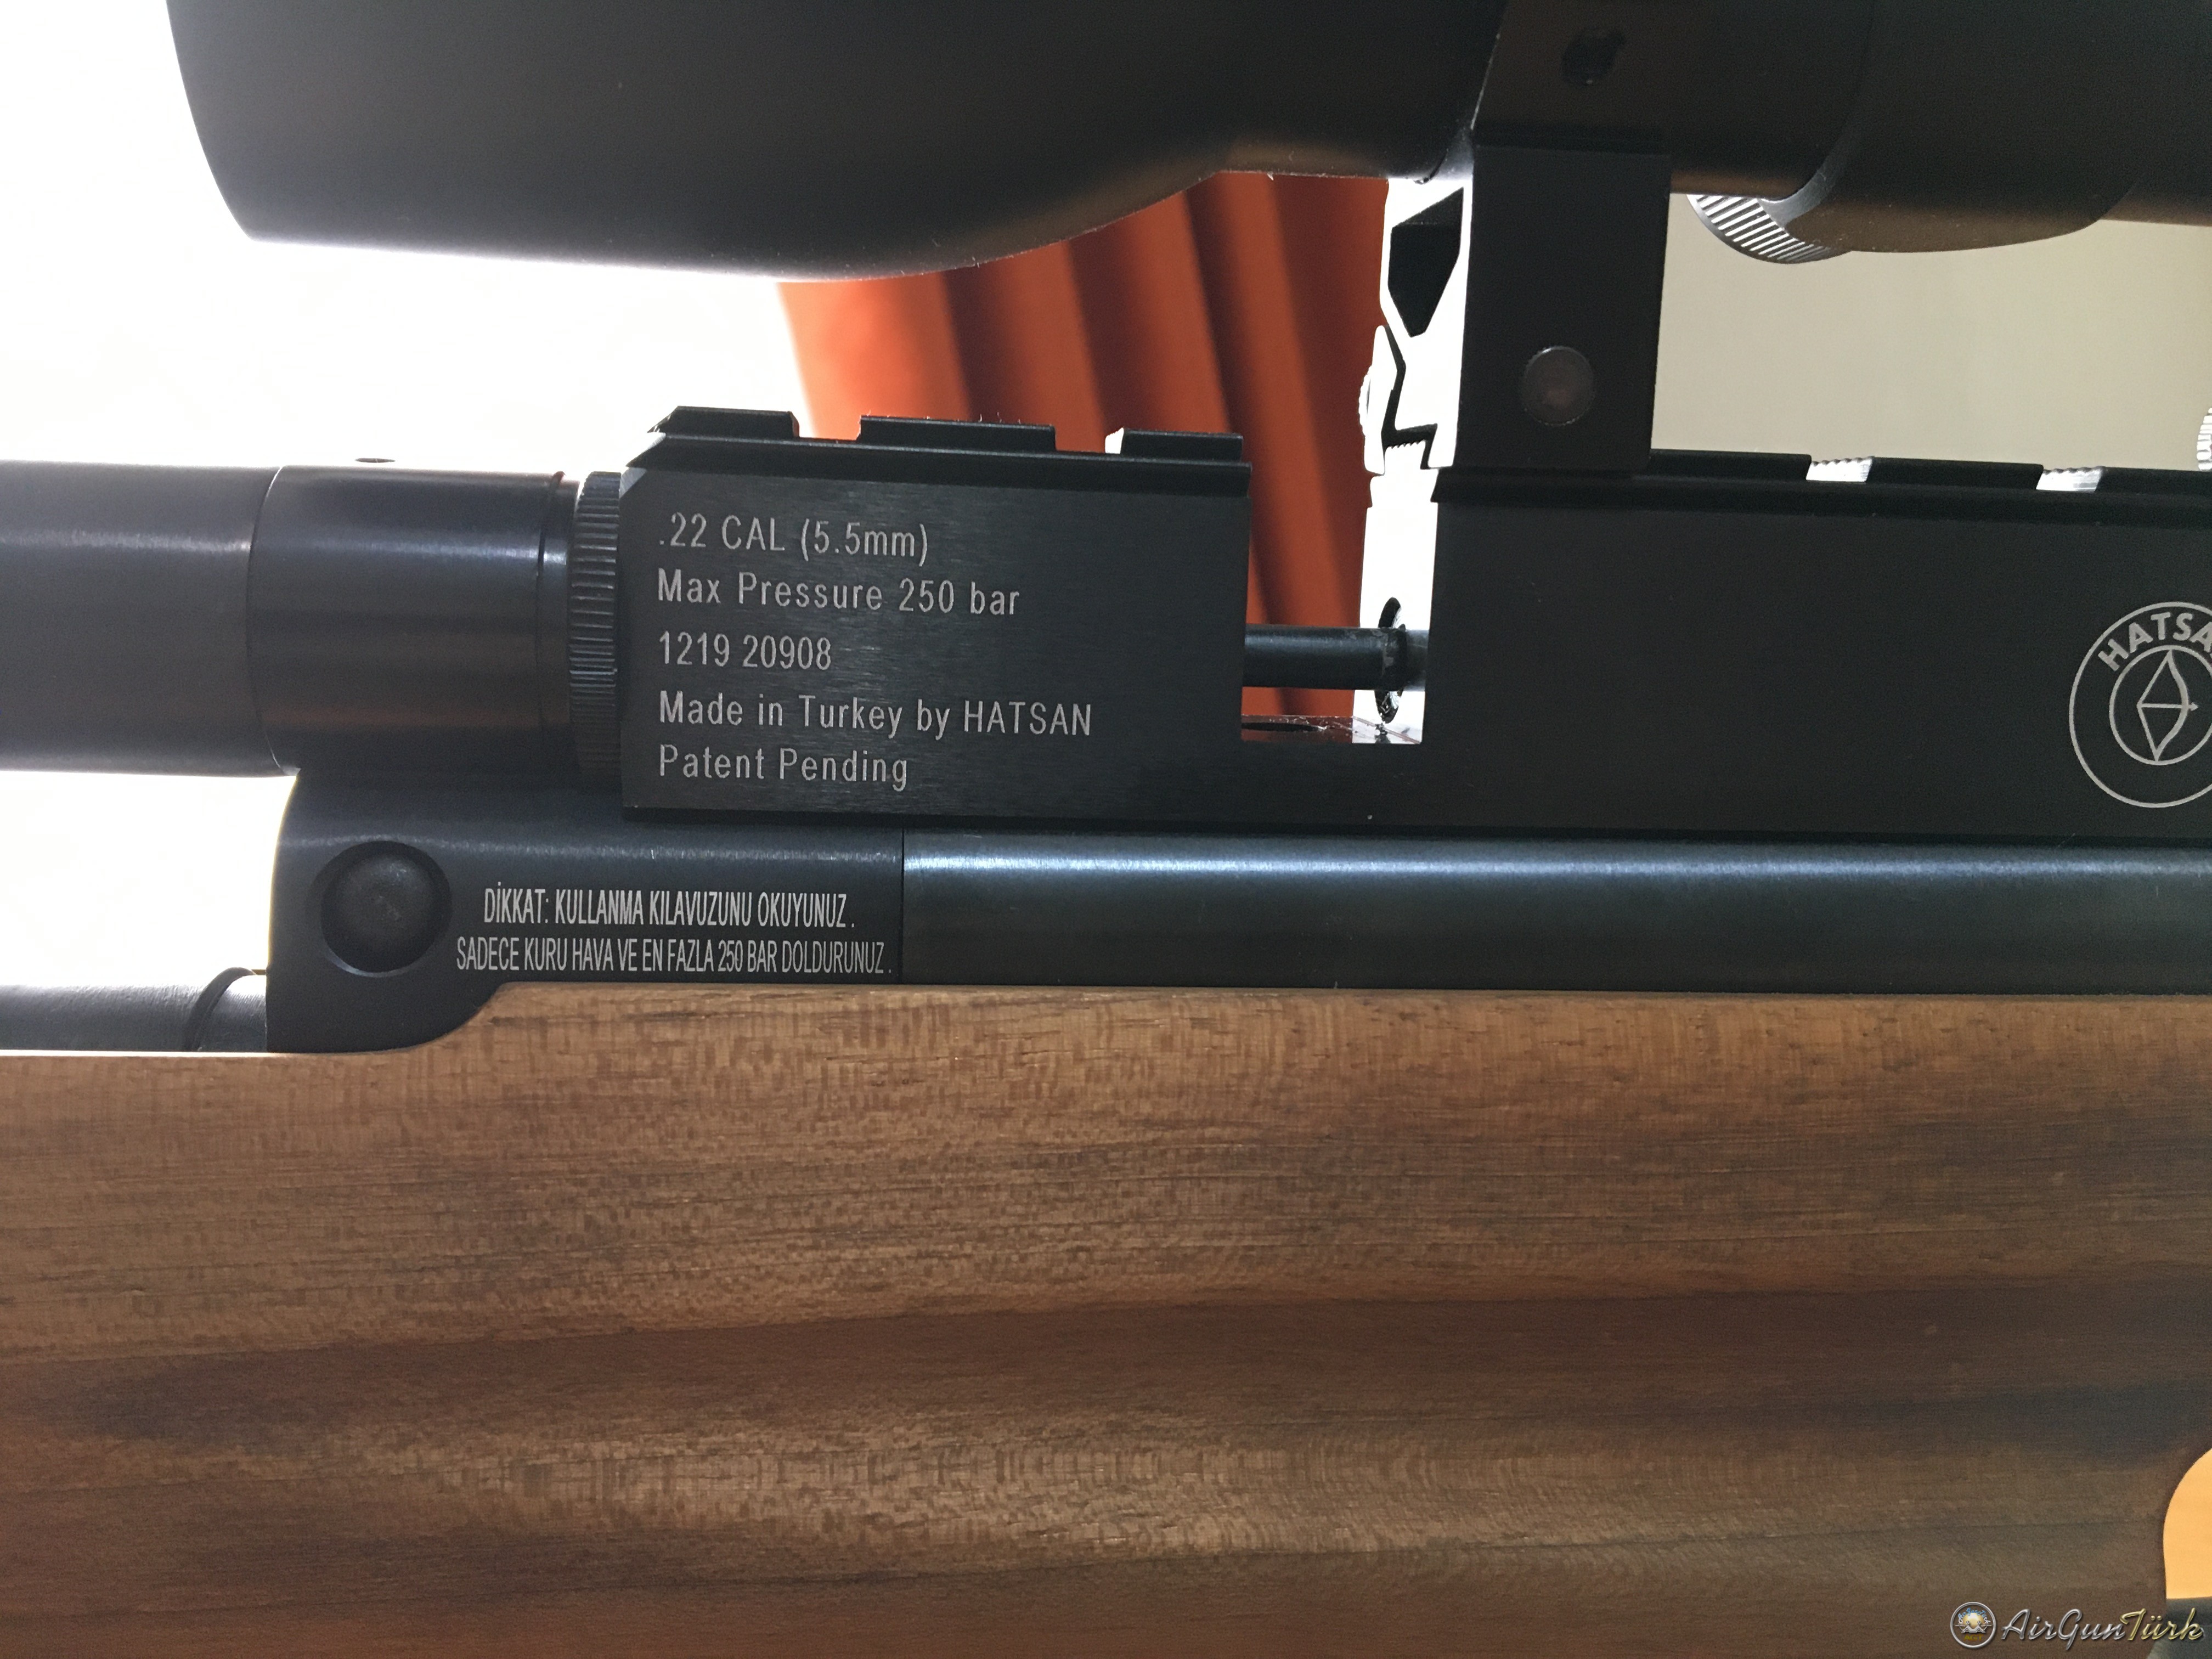 .22 CAL (5.5mm)
Max Pressure 250 bar
1219 20908
Made in Turkey by HATSAN
Patent Pending
HATSA
DİKKAT: KULLANMA KILAVUZUNU OKUYUNUZ .
SADECE KURU HAVA VE EN FAZLA 250 BAR DOLDURUNUZ .
AirGunTürk